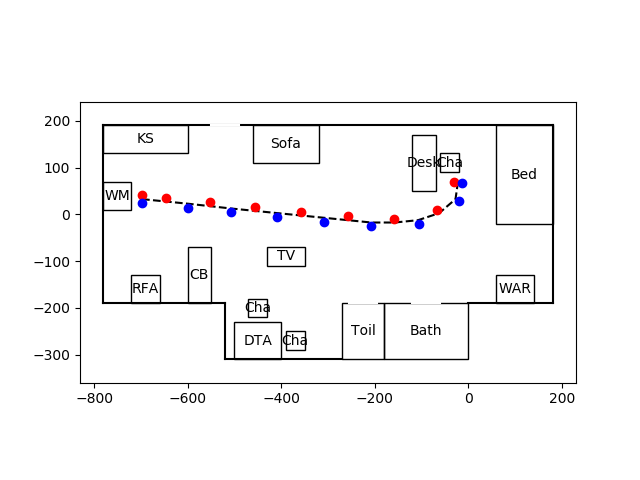 200
100
0
−100
−200
−300
KS
Sofa
Desk
Cha
Bed
WM
TV
CB
RFA
WAR
Cha
DTA
Cha
Toil
Bath
−800
−600
−400
−200
0
200